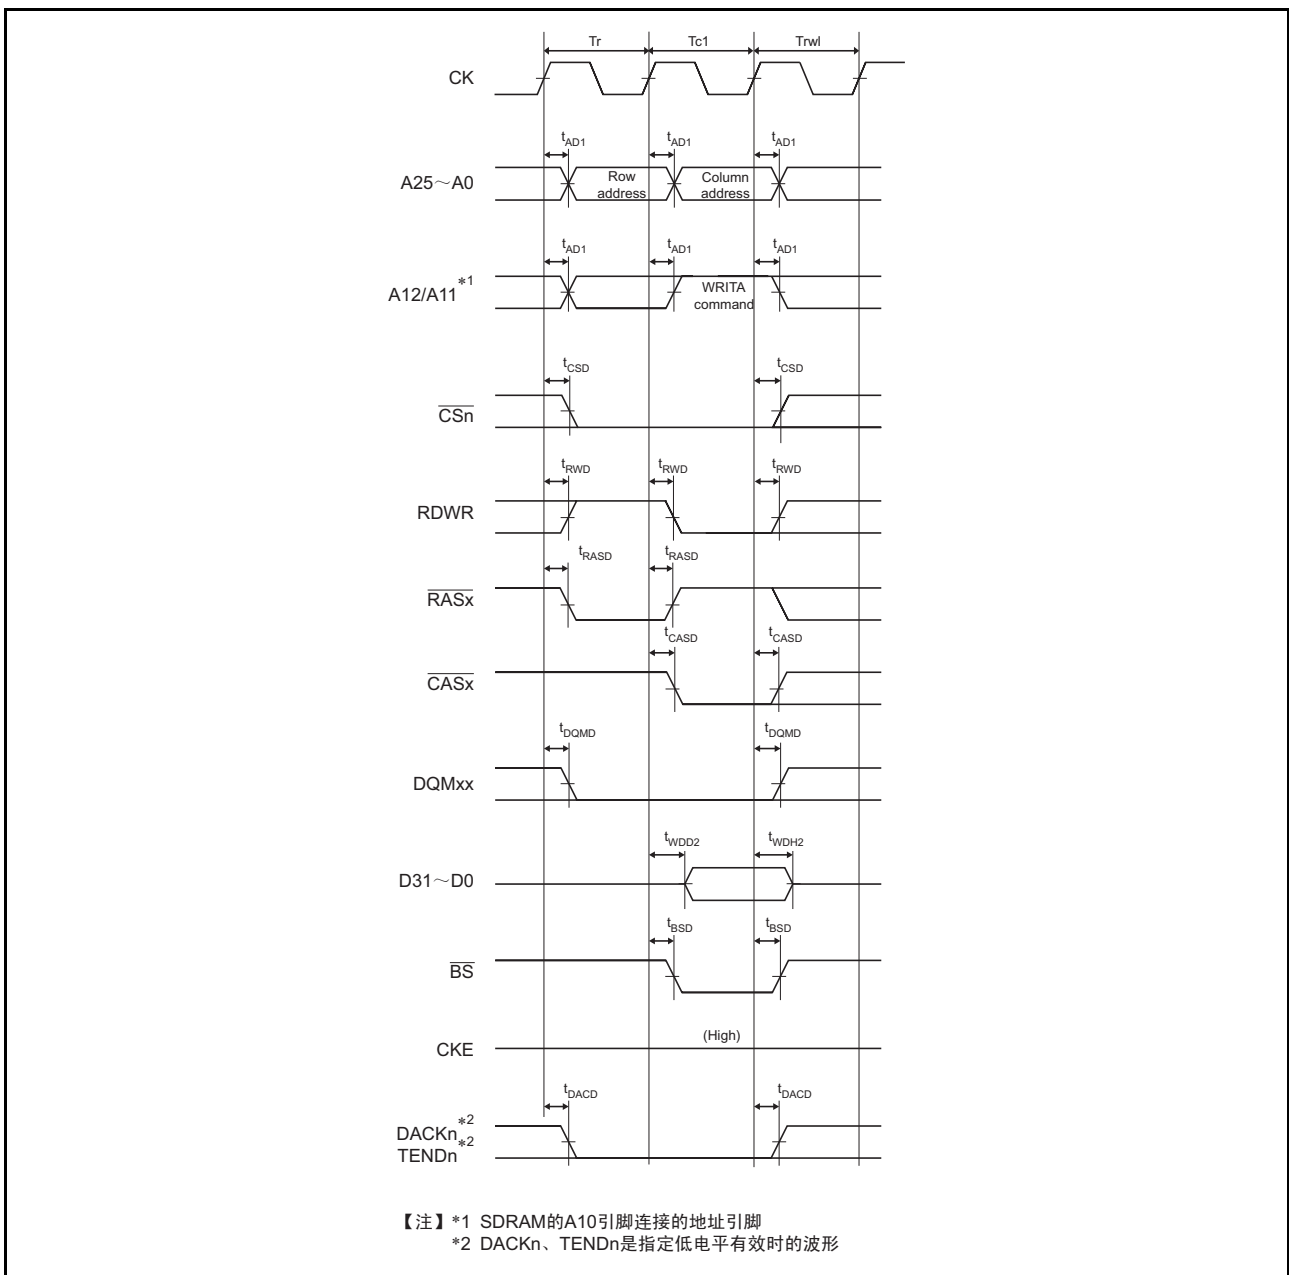 Tr Tc1 Trwl
CK
tAD1 tAD1 tAD1
A25～A0
Row address
Column address
tAD1 tAD1 tAD1
A12/A11*1
WRITA command
tCSD tCSD
CSn
tRWD tRWD tRWD
RDWR
tRASD tRASD
RASx
tCASD tCASD
CASx
tDQMD tDQMD
DQMxx
tWDD2 tWDH2
D31～D0
tBSD tBSD
BS
(High)
CKE
tDACD tDACD
DACKn*2
TENDn*2
【注】*1 SDRAM的A10引脚连接的地址引脚
*2 DACKn、TENDn是指定低电平有效时的波形